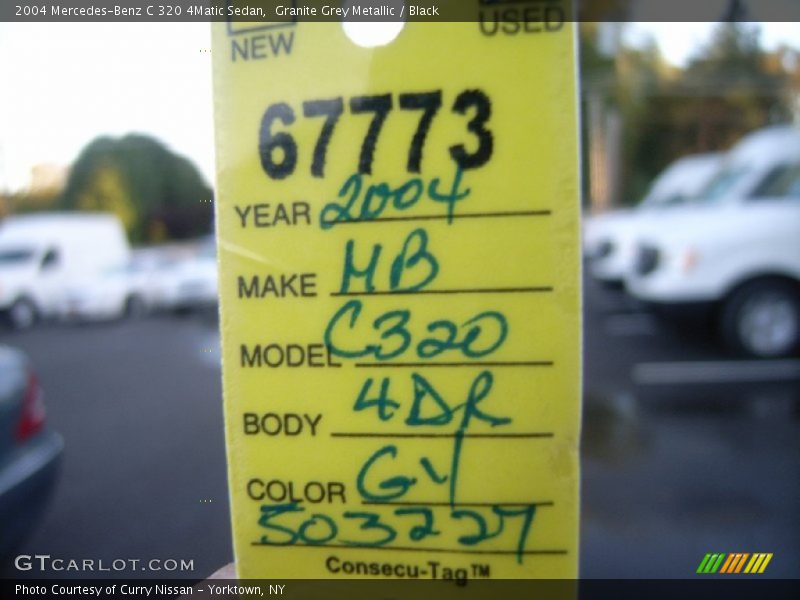 2004 Mercedes-Benz C 320 4Matic Sedan,  Granite Grey Metallic / Black
NEW USED
67773
YEAR 2004
MAKE MB
MODEL C320
BODY 4DR
COLOR Gy
503227
Consecu-Tag™
GTCARLOT.COM
Photo Courtesy of Curry Nissan - Yorktown, NY